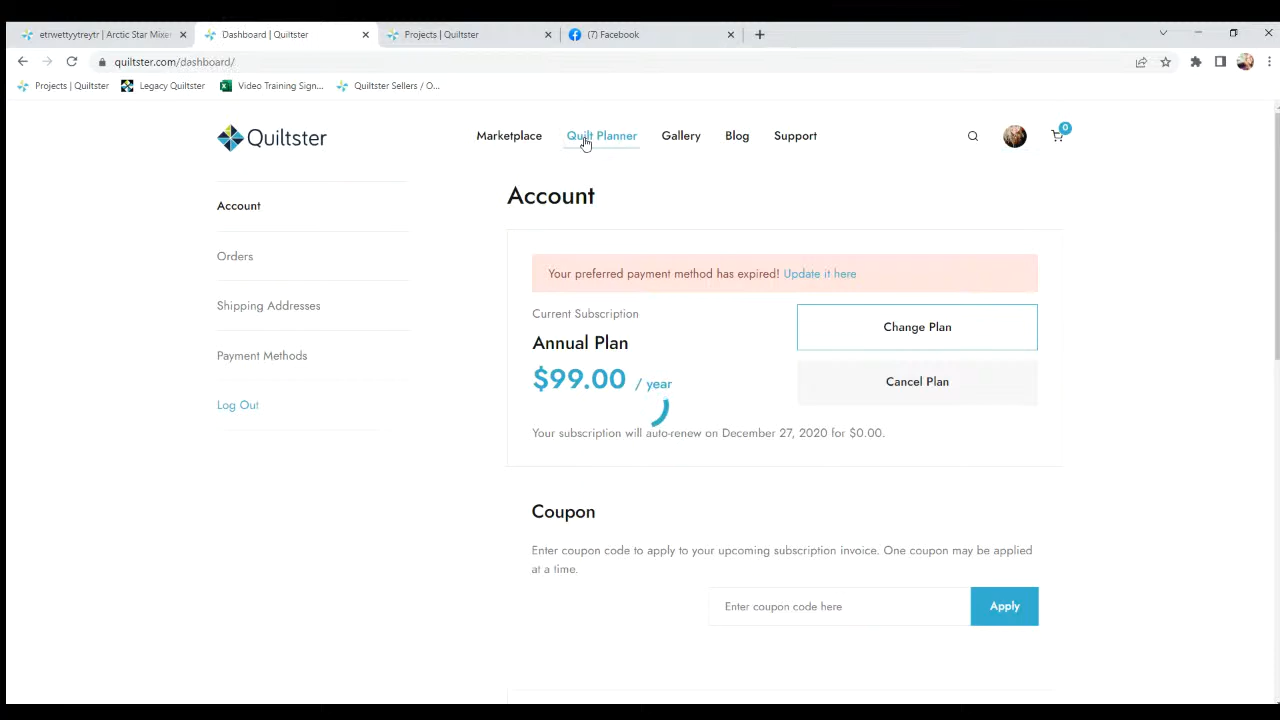 etrwettyytreytr | Arctic Star Mixer
Dashboard | Quiltster
Projects | Quiltster
(7) Facebook
quiltster.com/dashboard/
Projects | Quiltster
Legacy Quiltster
Video Training Sign...
Quiltster Sellers / O...
Quiltster
Marketplace
Quilt Planner
Gallery
Blog
Support
0
Account
Orders
Shipping Addresses
Payment Methods
Log Out
Account
Your preferred payment method has expired! Update it here
Current Subscription
Annual Plan
$99.00 / year
Change Plan
Cancel Plan
Your subscription will auto-renew on December 27, 2020 for $0.00.
Coupon
Enter coupon code to apply to your upcoming subscription invoice. One coupon may be applied
at a time.
Enter coupon code here
Apply